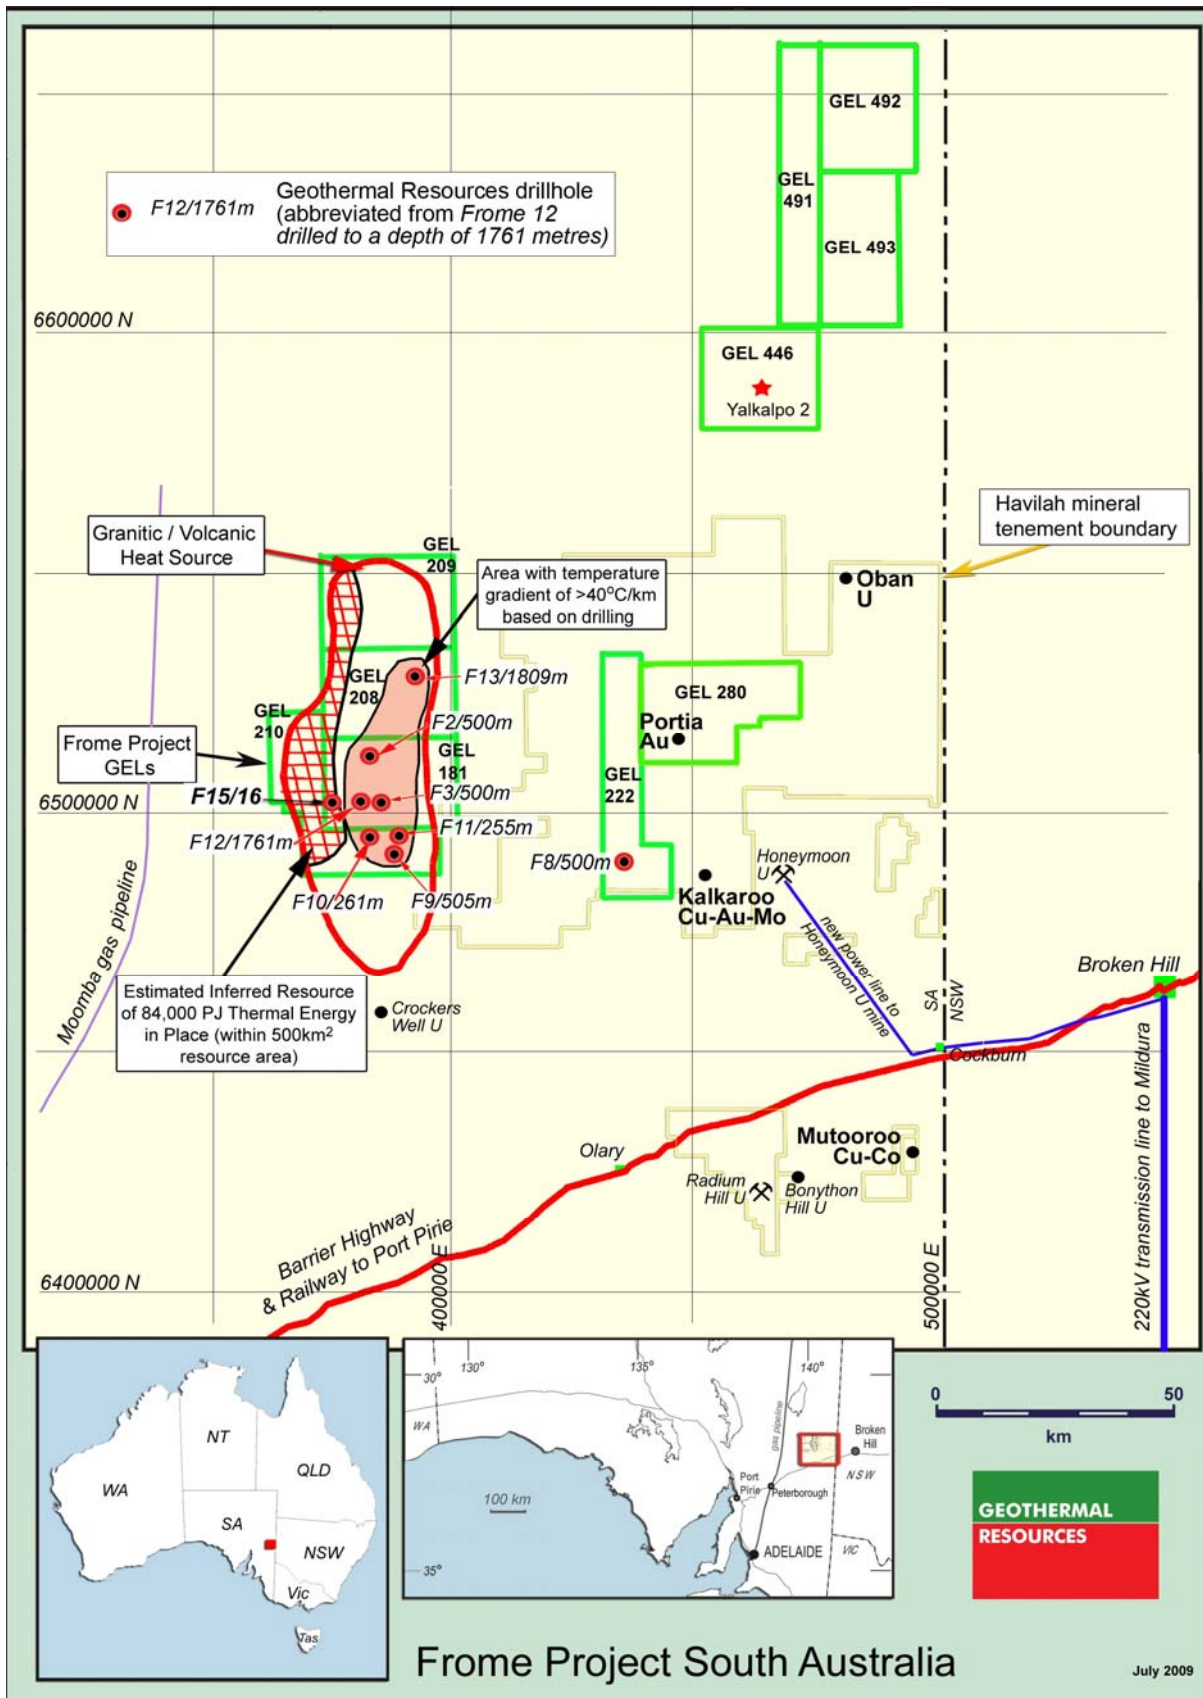 GEL 492
GEL
491
GEL 493
F12/1761m
Geothermal Resources drillhole
(abbreviated from Frome 12
drilled to a depth of 1761 metres)
6600000 N
GEL 446
Yalkalpo 2
Havilah mineral
tenement boundary
Granitic / Volcanic
Heat Source
GEL
209
Area with temperature
gradient of >40°C/km
based on drilling
Oban
U
GEL
208
F13/1809m
GEL 280
GEL
210
F2/500m
Portia
Au
Frome Project
GELs
GEL
181
GEL
222
F15/16
F3/500m
6500000 N
F12/1761m
F11/255m
F8/500m
Honeymoon
U
F10/261m
F9/505m
Kalkaroo
Cu-Au-Mo
new power line to
Honeymoon U mine
Moomba gas pipeline
Broken Hill
SA
NSW
Estimated Inferred Resource
of 84,000 PJ Thermal Energy
in Place (within 500km²
resource area)
Crockers
Well U
Cockburn
220kV transmission line to Mildura
Olary
Mutooroo
Cu-Co
Radium
Hill U
Bonython
Hill U
Barrier Highway
& Railway to Port Pirie
6400000 N
400000 E
500000 E
WA
NT
QLD
SA
NSW
Vic
Tas
130°
135°
140°
30°
WA
gas pipeline
Broken
Hill
NSW
Port
Pirie
Peterborough
100 km
ADELAIDE
VIC
35°
0
50
km
GEOTHERMAL
RESOURCES
Frome Project South Australia
July 2009